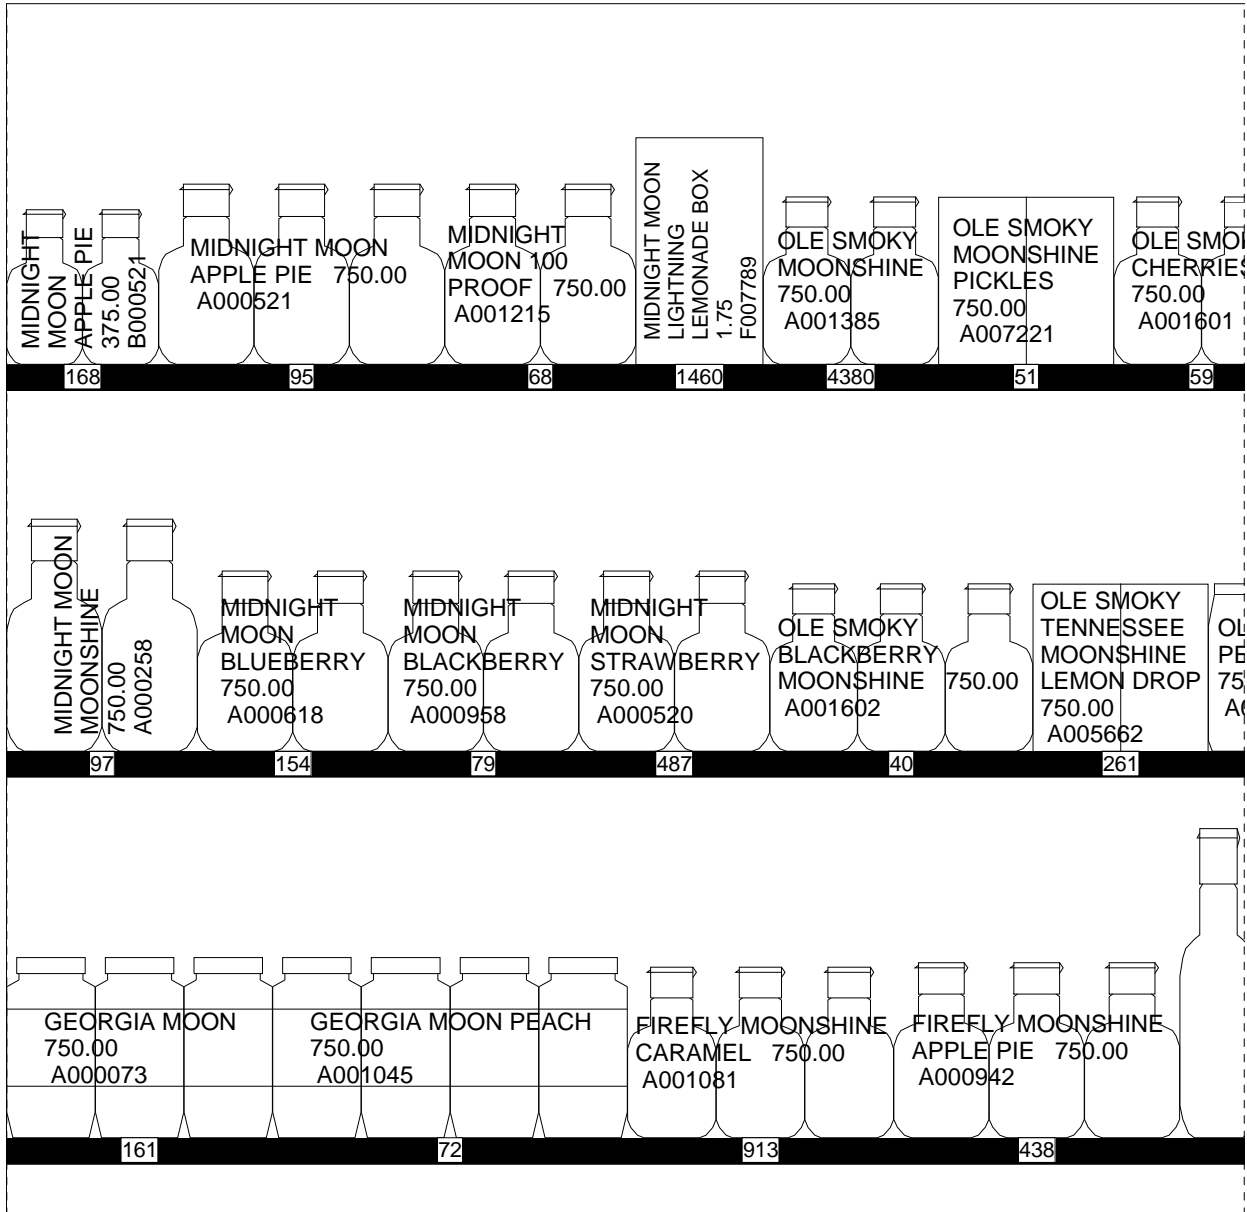 MIDNIGHT
MOON
APPLE PIE
375.00
B000521
MIDNIGHT MOON
APPLE PIE 750.00
A000521
MIDNIGHT
MOON 100
PROOF 750.00
A001215
MIDNIGHT MOON
LIGHTNING
LEMONADE BOX
1.75
F007789
OLE SMOKY
MOONSHINE
750.00
A001385
OLE SMOKY
MOONSHINE
PICKLES
750.00
A007221
OLE SMO
CHERRIES
750.00
A001601
168 95 68 1460 4380 51 59
MIDNIGHT MOON
MOONSHINE
750.00
A000258
MIDNIGHT
MOON
BLUEBERRY
750.00
A000618
MIDNIGHT
MOON
BLACKBERRY
750.00
A000958
MIDNIGHT
MOON
STRAWBERRY
750.00
A000520
OLE SMOKY
BLACKBERRY
MOONSHINE 750.00
A001602
OLE SMOKY
TENNESSEE
MOONSHINE
LEMON DROP
750.00
A005662
OL
PE
75
97 154 79 487 40 261
GEORGIA MOON
750.00
A000073
GEORGIA MOON PEACH
750.00
A001045
FIREFLY MOONSHINE
CARAMEL 750.00
A001081
FIREFLY MOONSHINE
APPLE PIE 750.00
A000942
161 72 913 438